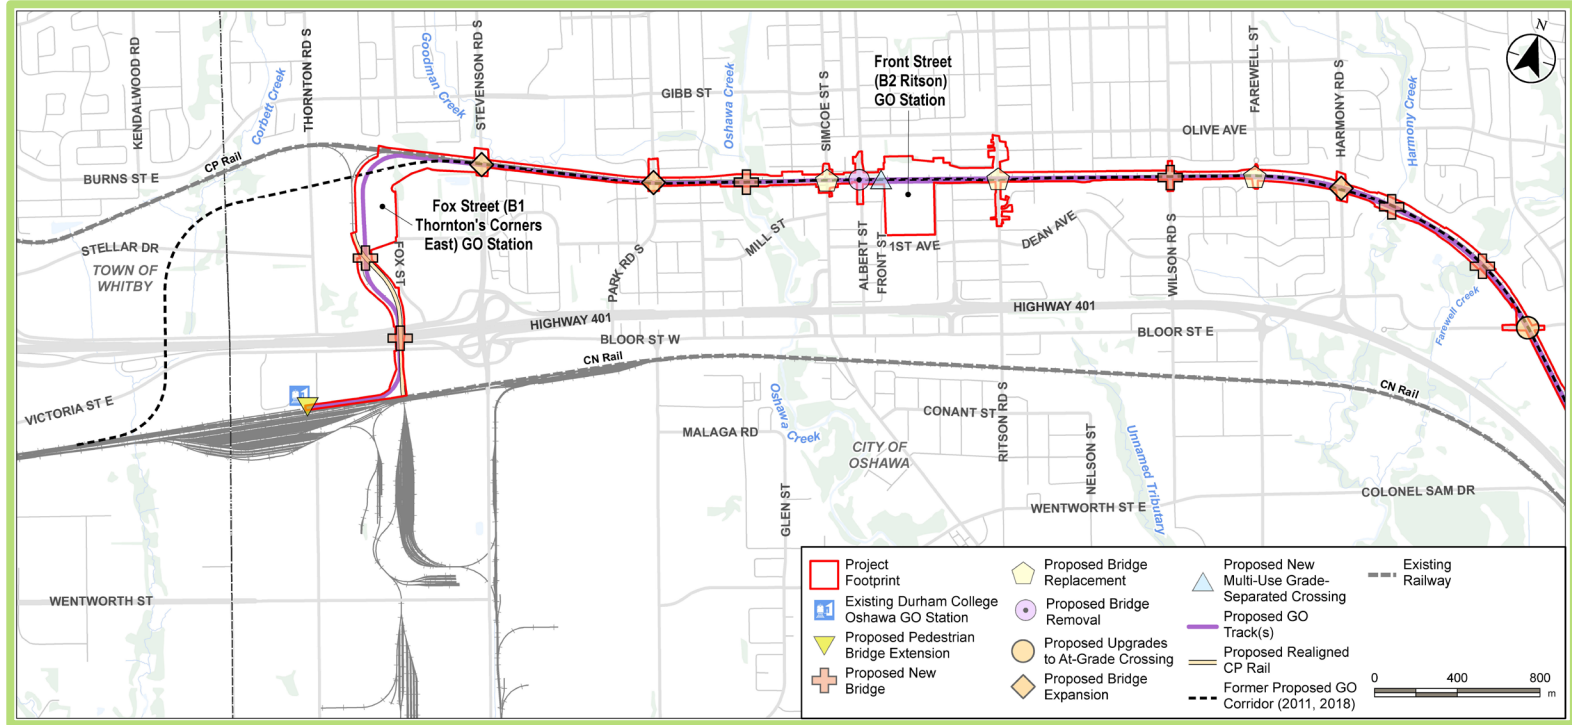 KENDALWOOD RD
Corbett Creek
THORNTON RD S
Goodman Creek
STEVENSON RD S
GIBB ST
Oshawa Creek
SIMCOE ST S
Front Street
(B2 Ritson)
GO Station
FAREWELL ST
HARMONY RD S
Harmony Creek
N
OLIVE AVE
CP Rail
BURNS ST E
STELLAR DR
TOWN OF
WHITBY
Fox Street (B1
Thornton's Corners
East) GO Station
FOX ST
PARK RD S
MILL ST
ALBERT ST
FRONT ST
1ST AVE
DEAN AVE
WILSON RD S
Farewell Creek
HIGHWAY 401
HIGHWAY 401
BLOOR ST W
BLOOR ST E
CN Rail
CN Rail
VICTORIA ST E
MALAGA RD
Oshawa Creek
CITY OF
OSHAWA
CONANT ST
RITSON RD S
NELSON ST
Unnamed Tributary
GLEN ST
WENTWORTH ST E
COLONEL SAM DR
WENTWORTH ST
Project
Footprint
Existing Durham College
Oshawa GO Station
Proposed Pedestrian
Bridge Extension
Proposed New
Bridge
Proposed Bridge
Replacement
Proposed Bridge
Removal
Proposed Upgrades
to At-Grade Crossing
Proposed Bridge
Expansion
Proposed New
Multi-Use Grade-
Separated Crossing
Proposed GO
Track(s)
Proposed Realigned
CP Rail
Former Proposed GO
Corridor (2011, 2018)
Existing
Railway
0 400 800
m